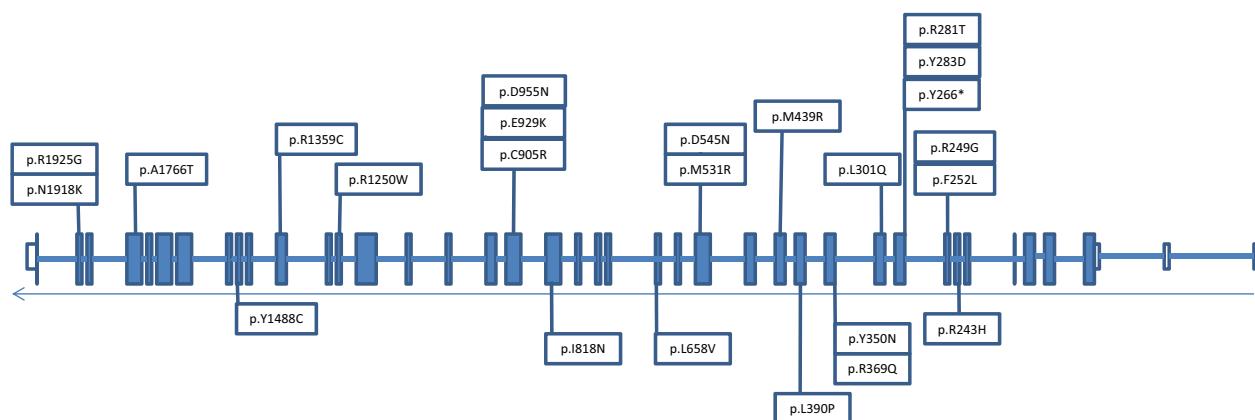 p.R281T
p.Y283D
p.Y266*
p.D955N
p.E929K
p.C905R
p.M439R
p.R1359C
p.D545N
p.M531R
p.R249G
p.F252L
p.R1925G
p.N1918K
p.A1766T
p.R1250W
p.L301Q
p.Y1488C
p.R243H
p.I818N
p.L658V
p.Y350N
p.R369Q
p.L390P